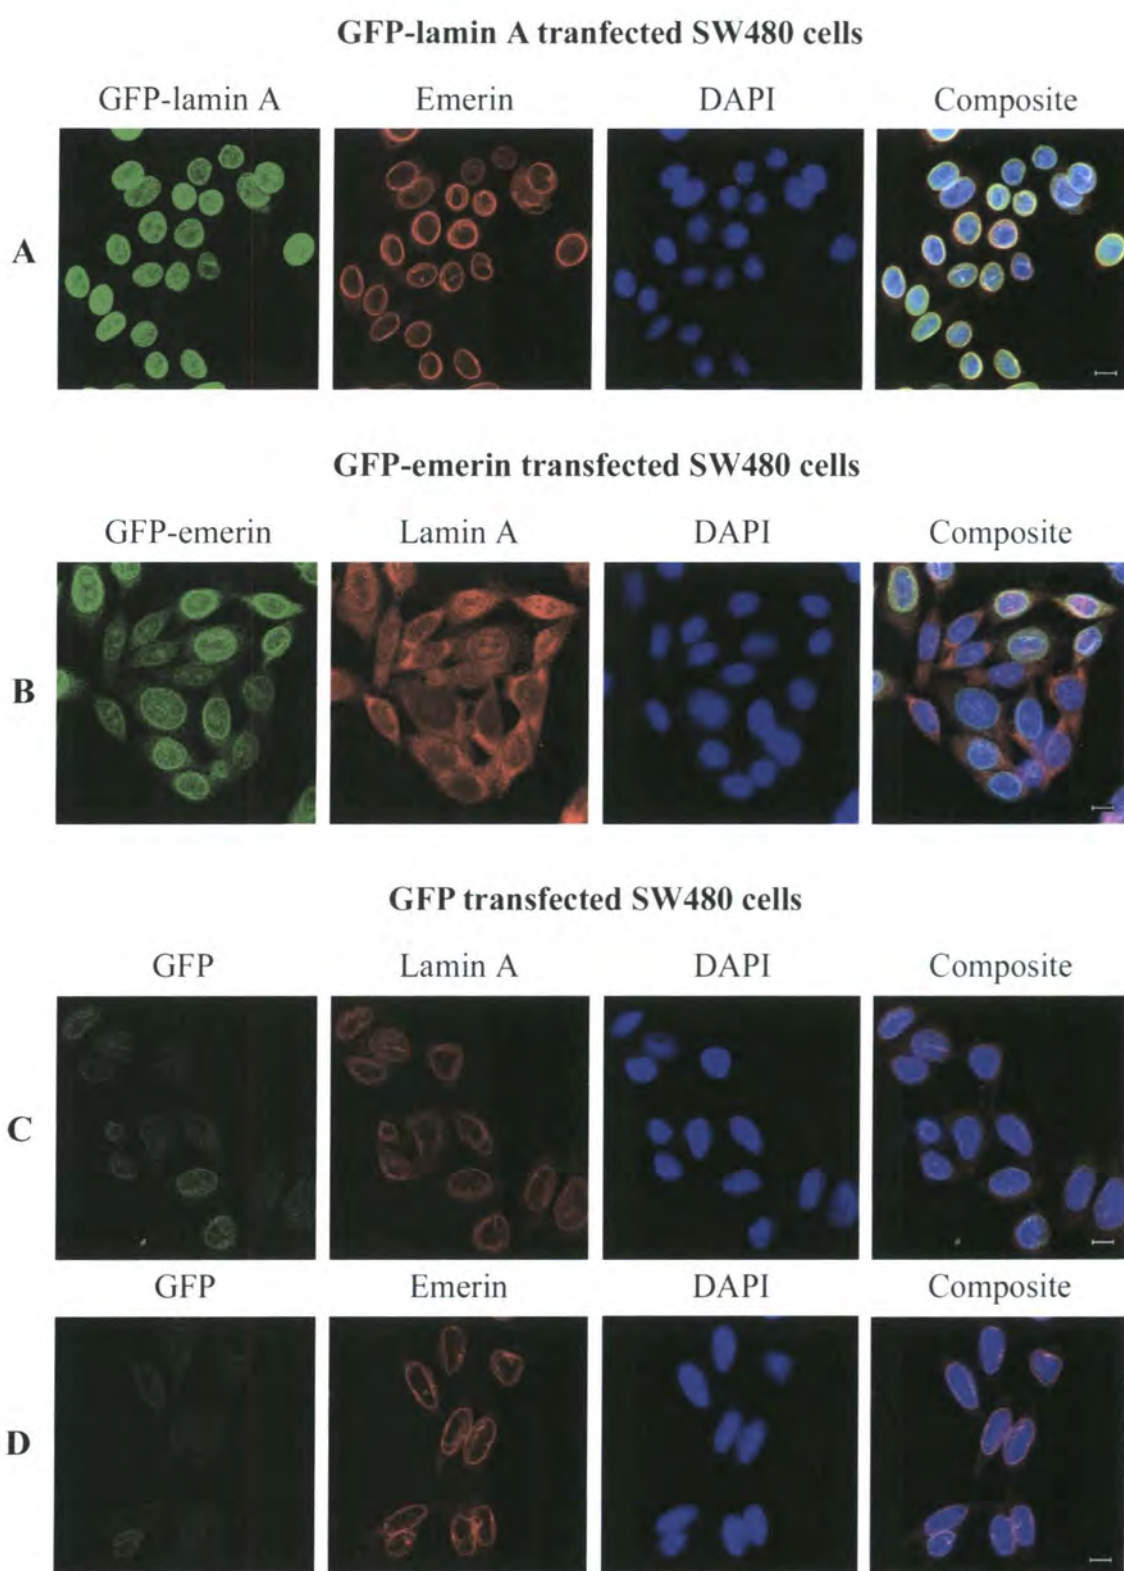 GFP-lamin A tranfected SW480 cells
GFP-lamin A Emerin DAPI Composite
A
GFP-emerin transfected SW480 cells
GFP-emerin Lamin A DAPI Composite
B
GFP transfected SW480 cells
GFP Lamin A DAPI Composite
C
GFP Emerin DAPI Composite
D